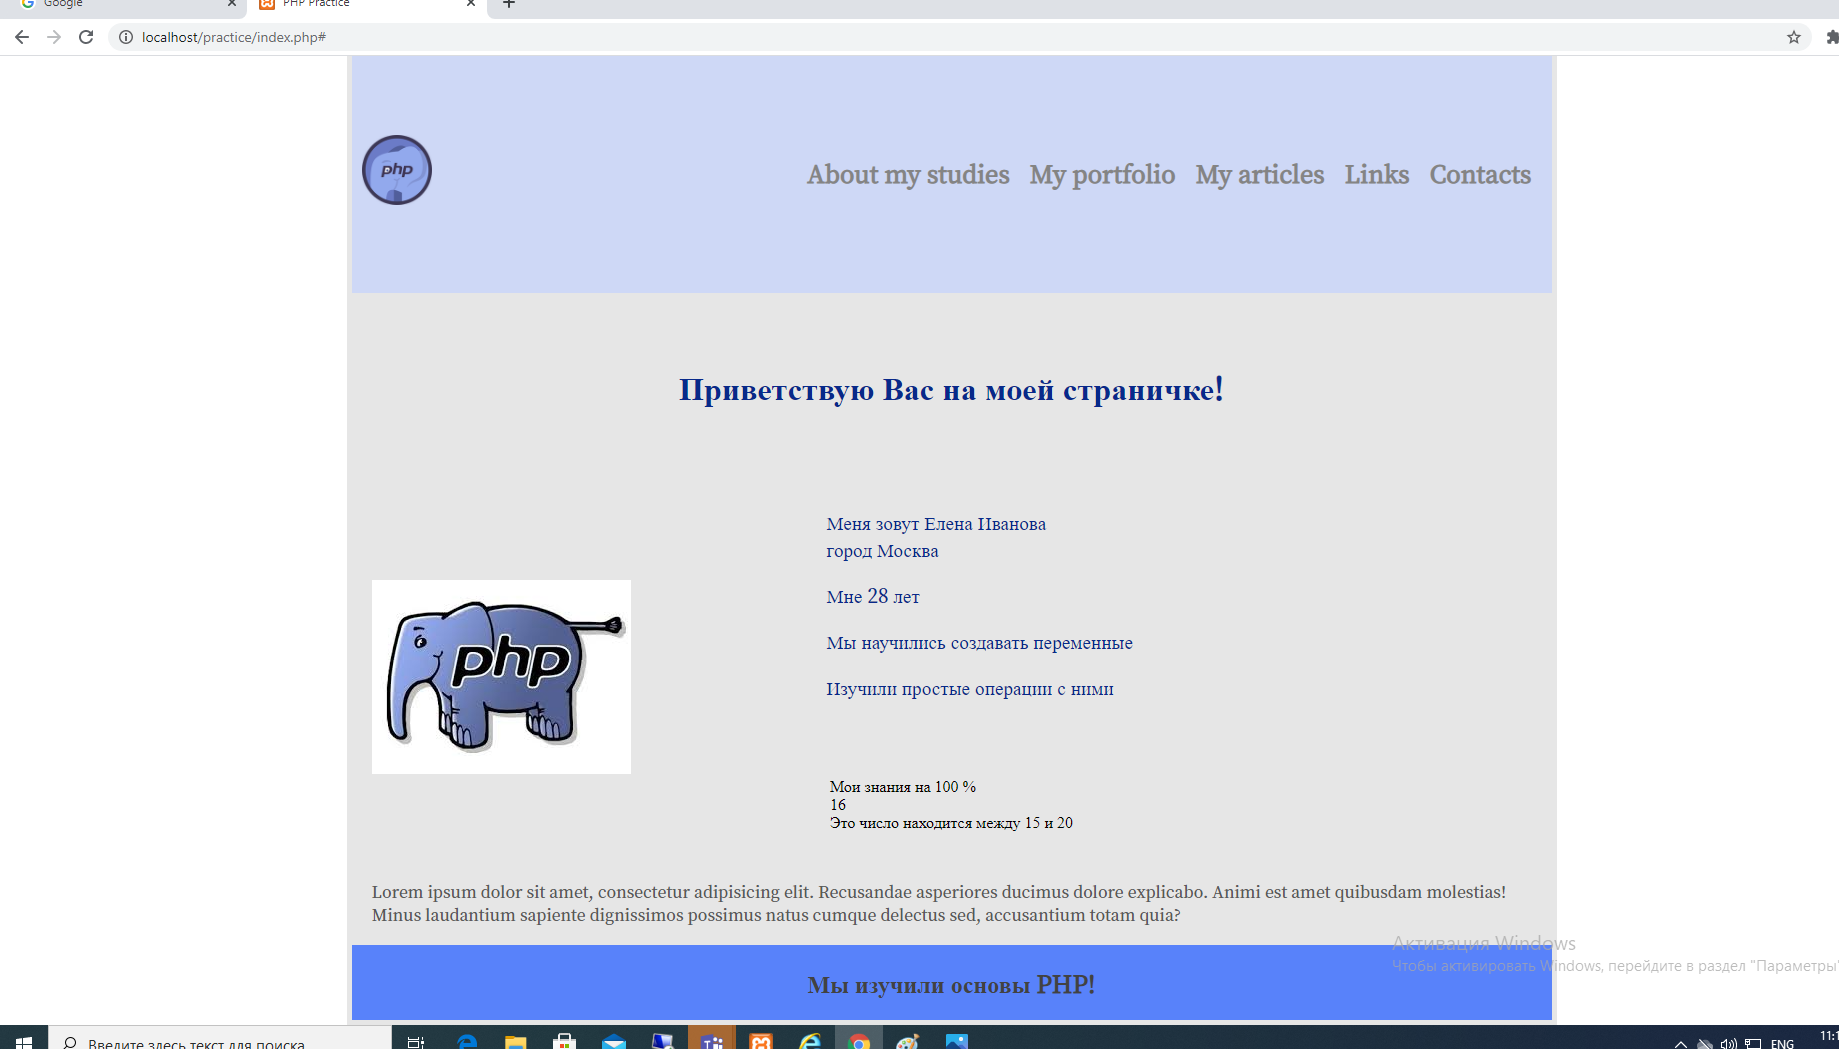 Google
PHP Practice
localhost/practice/index.php#
php
About my studies My portfolio My articles Links Contacts
Приветствую Вас на моей страничке!
Меня зовут Елена Иванова
город Москва
Мне 28 лет
Мы научились создавать переменные
Изучили простые операции с ними
php
Мои знания на 100 %
16
Это число находится между 15 и 20
Lorem ipsum dolor sit amet, consectetur adipisicing elit. Recusandae asperiores ducimus dolore explicabo. Animi est amet quibusdam molestias!
Minus laudantium sapiente dignissimos possimus natus cumque delectus sed, accusantium totam quia?
Активация Windows
Чтобы активировать Windows, перейдите в раздел "Параметры"
Мы изучили основы PHP!
Введите здесь текст для поиска
ENG